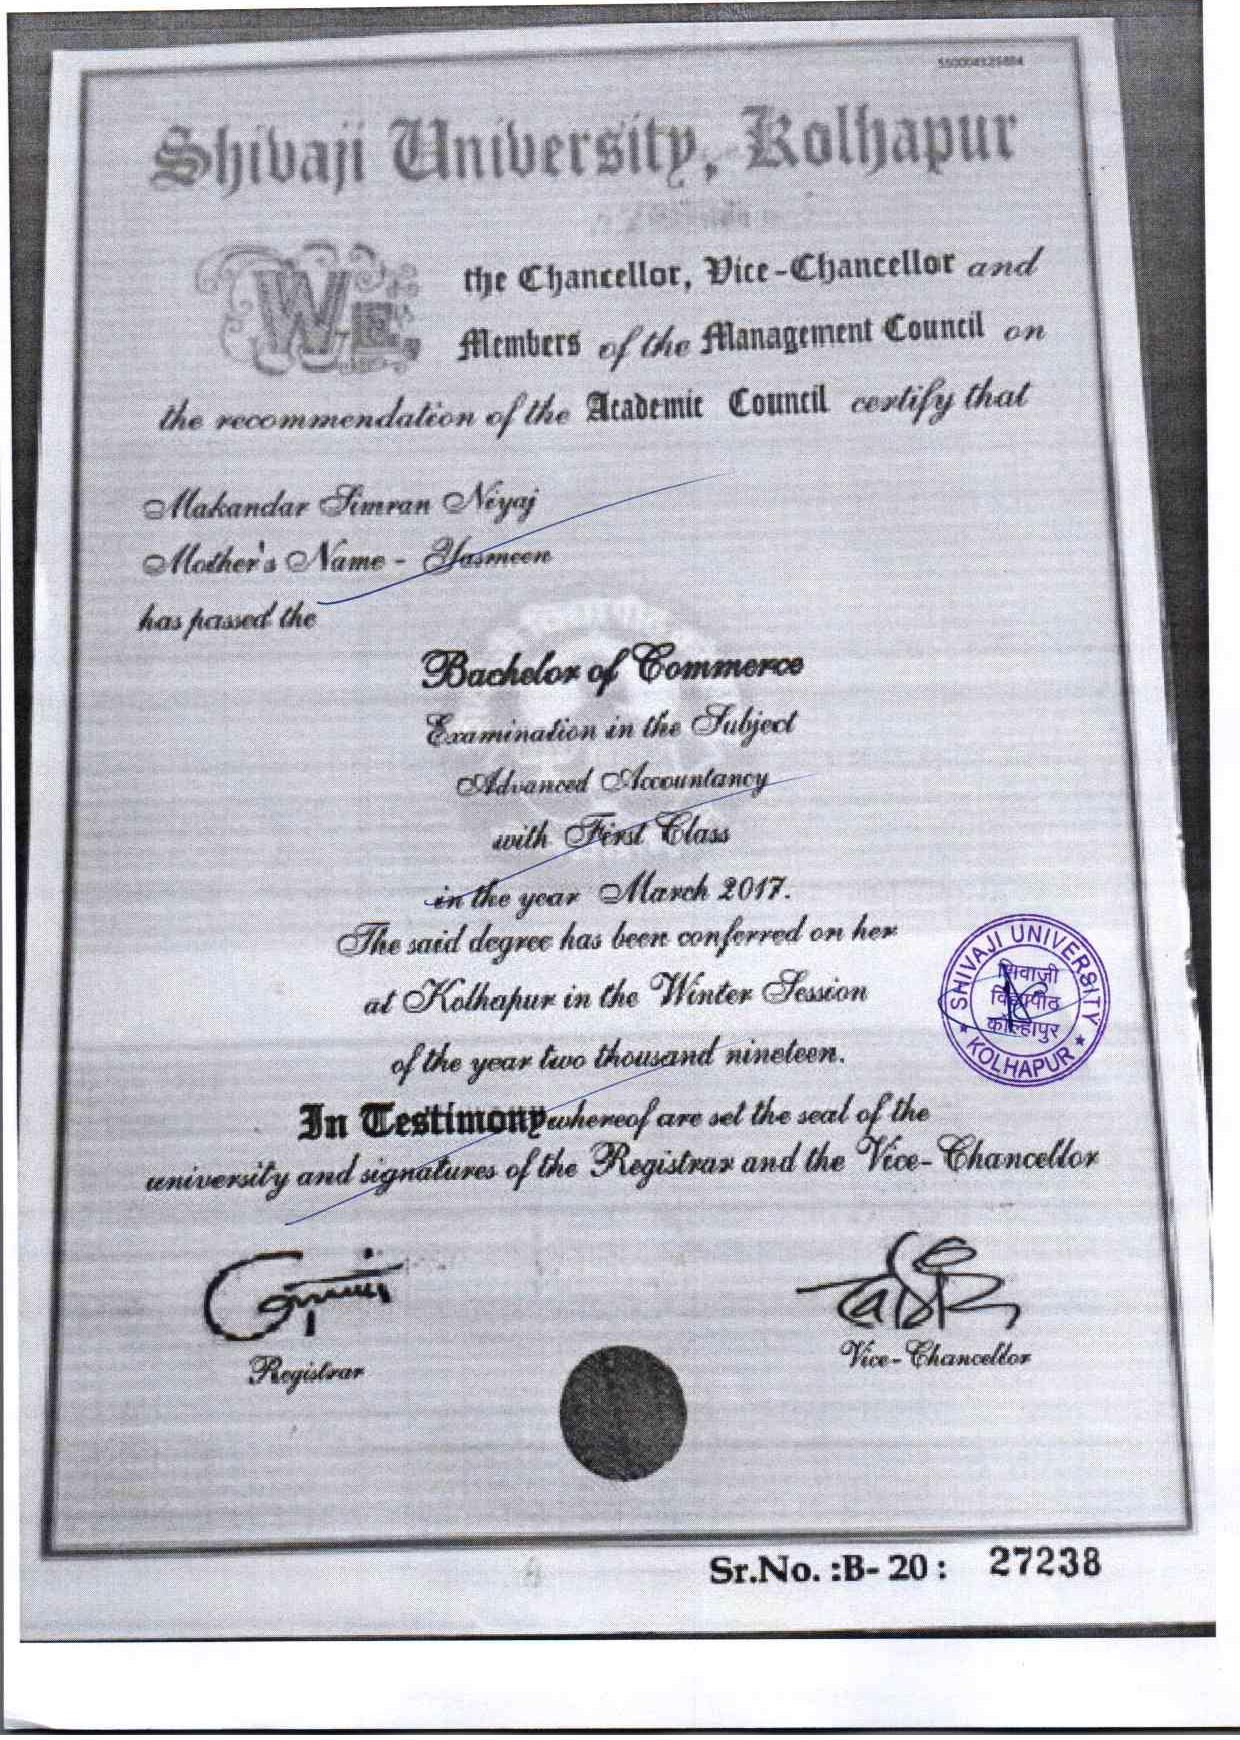 Shivaji University, Kolhapur
WE the Chancellor, Vice-Chancellor and
Members of the Management Council on
the recommendation of the Academic Council certify that
Makandar Simran Niyaj
Mother's Name - Yasmeen
has passed the
Bachelor of Commerce
Examination in the Subject
Advanced Accountancy
with First Class
in the year March 2017.
The said degree has been conferred on her
at Kolhapur in the Winter Session
of the year two thousand nineteen.
SHIVAJI UNIVERSITY
शिवाजी
विद्यापीठ
कोल्हापुर
★ KOLHAPUR ★
In Testimony whereof are set the seal of the
university and signatures of the Registrar and the Vice-Chancellor
Registrar
Vice-Chancellor
Sr.No. :B- 20 : 27238